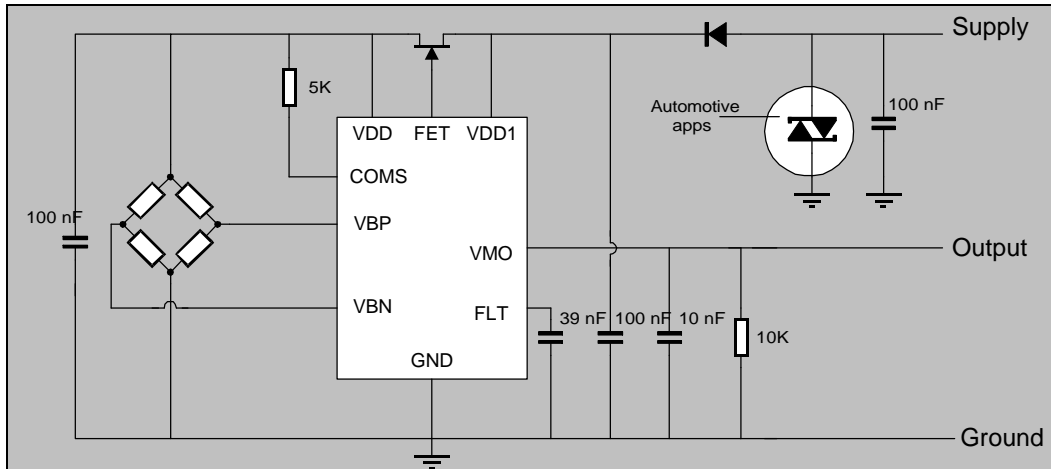 Supply
5K
Automotive
apps
100 nF
VDD FET VDD1
COMS
100 nF
VBP
VMO
Output
VBN
FLT
39 nF 100 nF 10 nF
10K
GND
Ground